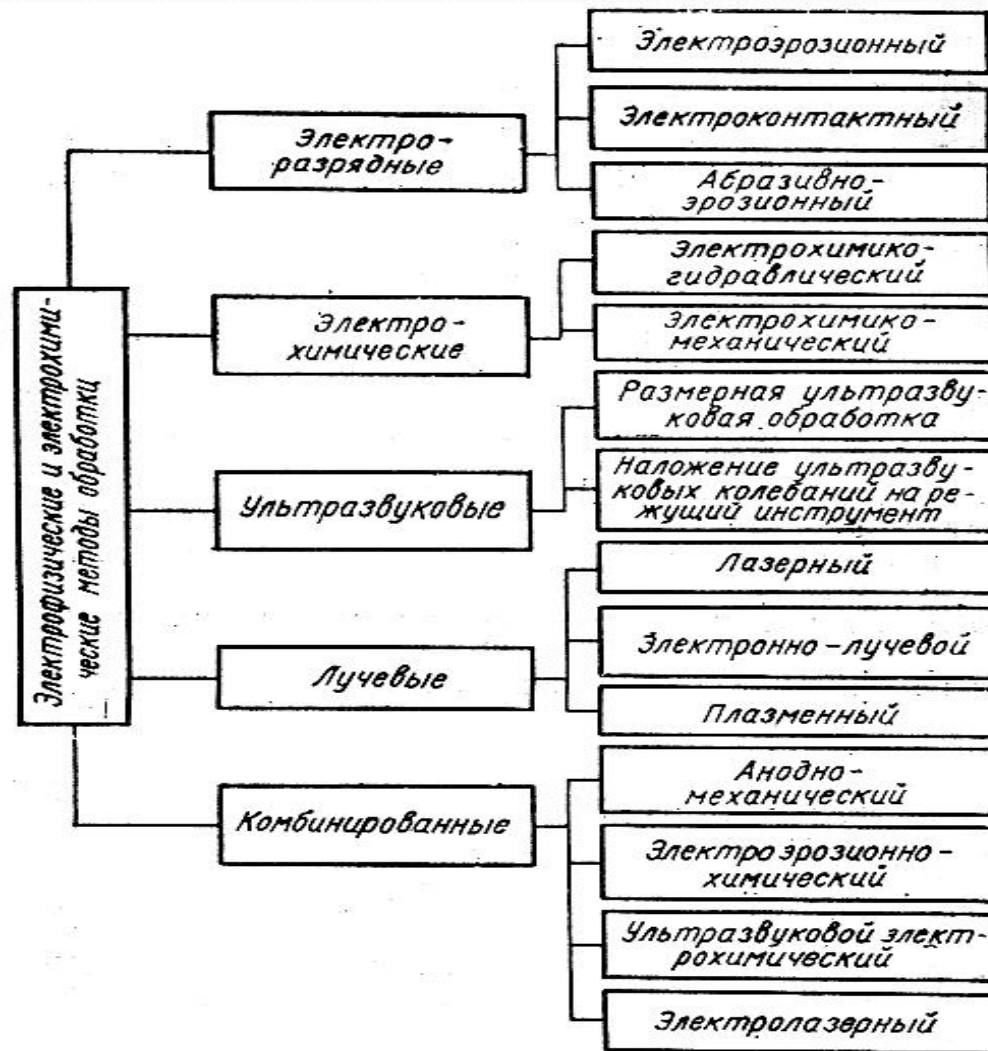 Электрофизические и электрохими-
ческие методы обработки
Электро-
разрядные
Электроэрозионный
Электроконтактный
Абразивно-
эрозионный
Электро-
химические
Электрохимико-
гидравлический
Электрохимико-
механический
Ультразвуковые
Размерная ультразву-
ковая обработка
Наложение ультразву-
ковых колебаний на ре-
жущий инструмент
Лучевые
Лазерный
Электронно-лучевой
Плазменный
Комбинированные
Анодно-
механический
Электроэрозионно-
химический
Ультразвуковой элект-
рохимический
Электролазерный